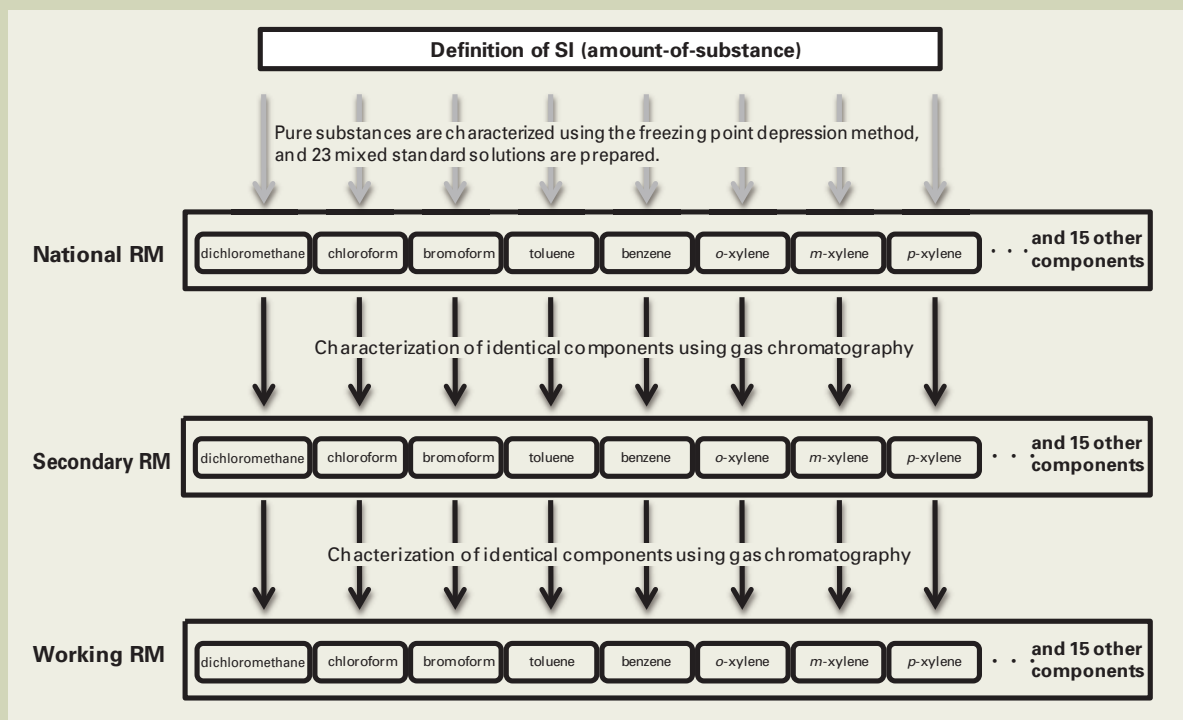 Definition of SI (amount-of-substance)
Pure substances are characterized using the freezing point depression method,
and 23 mixed standard solutions are prepared.
National RM
dichloromethane chloroform bromoform toluene benzene o-xylene m-xylene p-xylene · · · and 15 other
components
Characterization of identical components using gas chromatography
Secondary RM
dichloromethane chloroform bromoform toluene benzene o-xylene m-xylene p-xylene · · · and 15 other
components
Chacterization of identical components using gas chromatography
Working RM
dichloromethane chloroform bromoform toluene benzene o-xylene m-xylene p-xylene · · · and 15 other
components